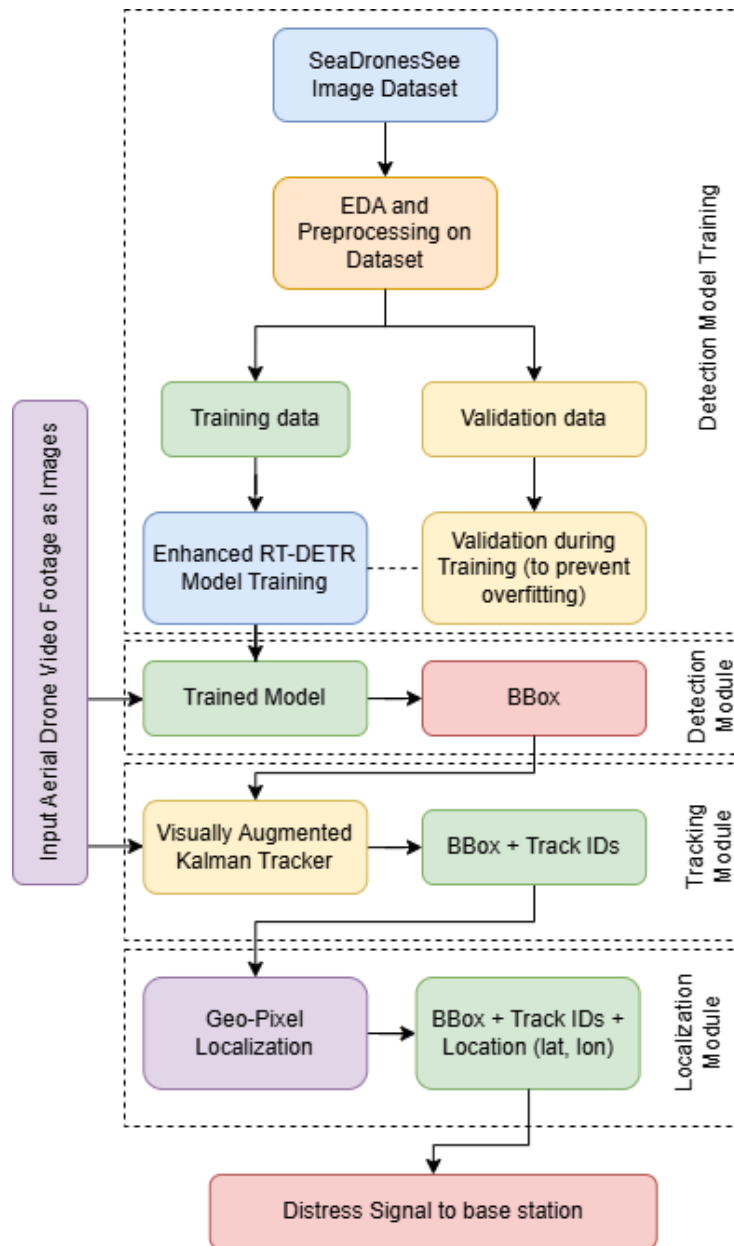 SeaDronesSee
Image Dataset
EDA and
Preprocessing on
Dataset
Detection Model Training
Training data
Validation data
Input Aerial Drone Video Footage as Images
Enhanced RT-DETR
Model Training
Validation during
Training (to prevent
overfitting)
Trained Model
BBox
Detection
Module
Visually Augmented
Kalman Tracker
BBox + Track IDs
Tracking
Module
Geo-Pixel
Localization
BBox + Track IDs +
Location (lat, lon)
Localization
Module
Distress Signal to base station